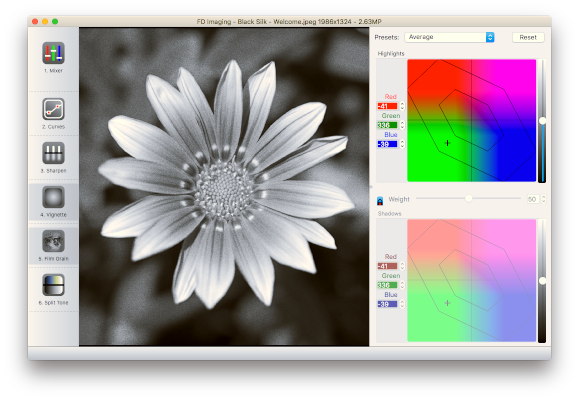 FD Imaging - Black Silk - Welcome.jpeg 1986x1324 - 2.63MP
Presets: Average Reset
1. Mixer
2. Curves
3. Sharpen
4. Vignette
5. Film Grain
6. Split Tone
Highlights
Red
-41
Green
336
Blue
-39
Weight 50
Shadows
Red
-41
Green
336
Blue
-39